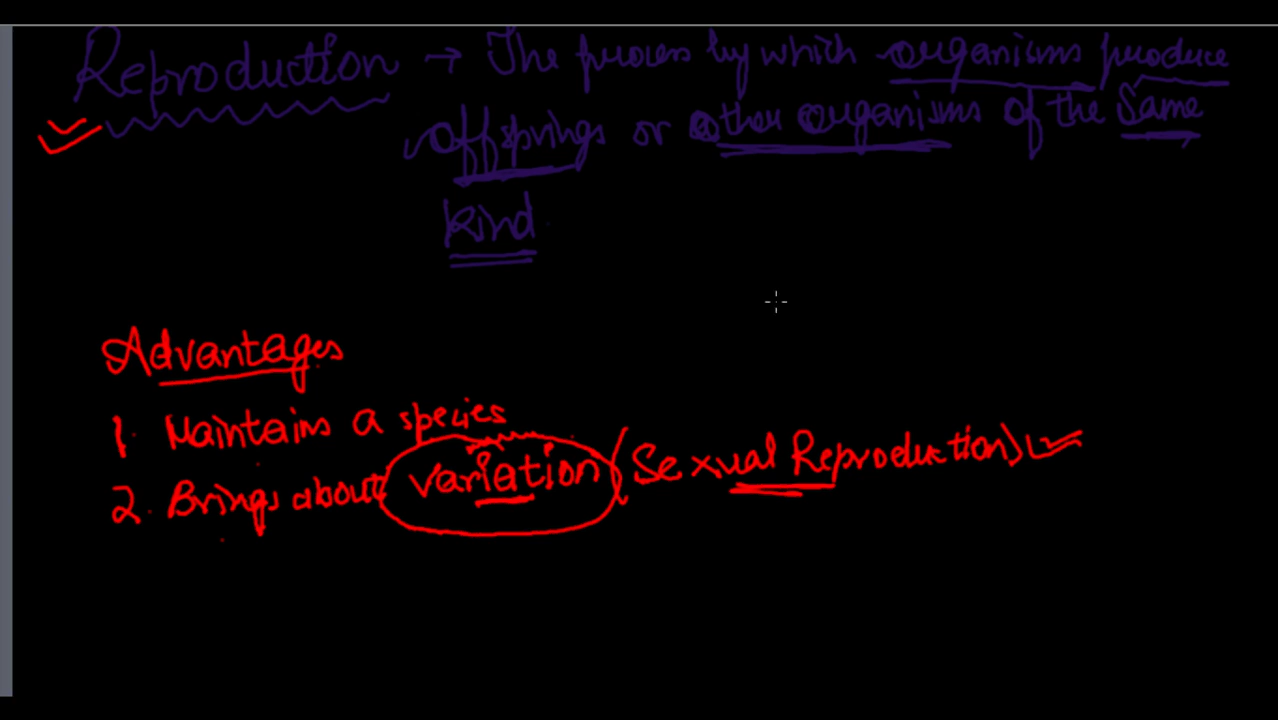 Reproduction → The process by which organisms produce
offsprings or other organisms of the same
kind
Advantages
1. Maintains a species
2. Brings about variation (Sexual Reproduction)